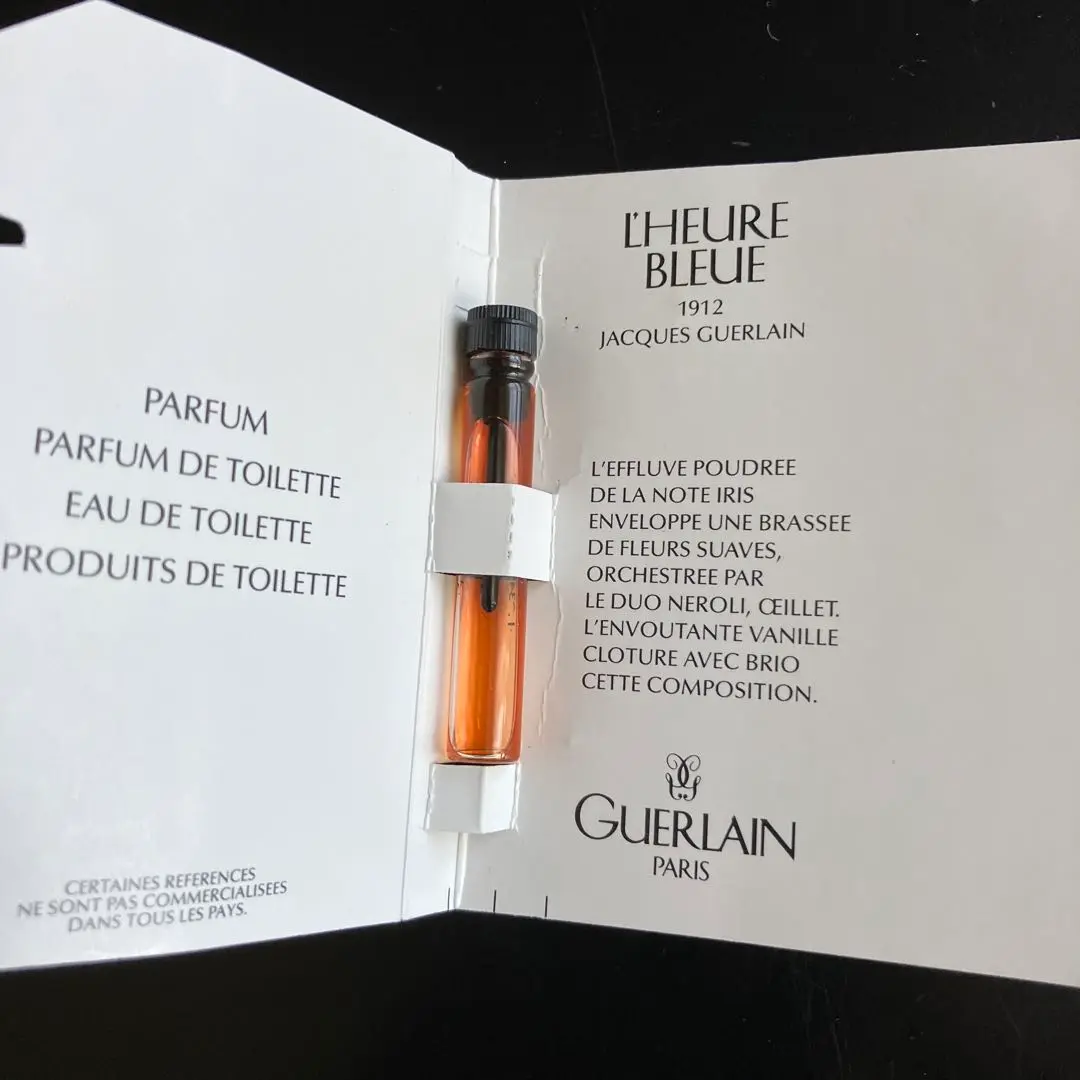 PARFUM
PARFUM DE TOILETTE
EAU DE TOILETTE
PRODUITS DE TOILETTE
CERTAINES REFERENCES
NE SONT PAS COMMERCIALISEES
DANS TOUS LES PAYS.
L'HEURE
BLEUE
1912
JACQUES GUERLAIN
L'EFFLUVE POUDREE
DE LA NOTE IRIS
ENVELOPPE UNE BRASSEE
DE FLEURS SUAVES,
ORCHESTREE PAR
LE DUO NEROLI, ŒILLET.
L'ENVOUTANTE VANILLE
CLOTURE AVEC BRIO
CETTE COMPOSITION.
GUERLAIN
PARIS